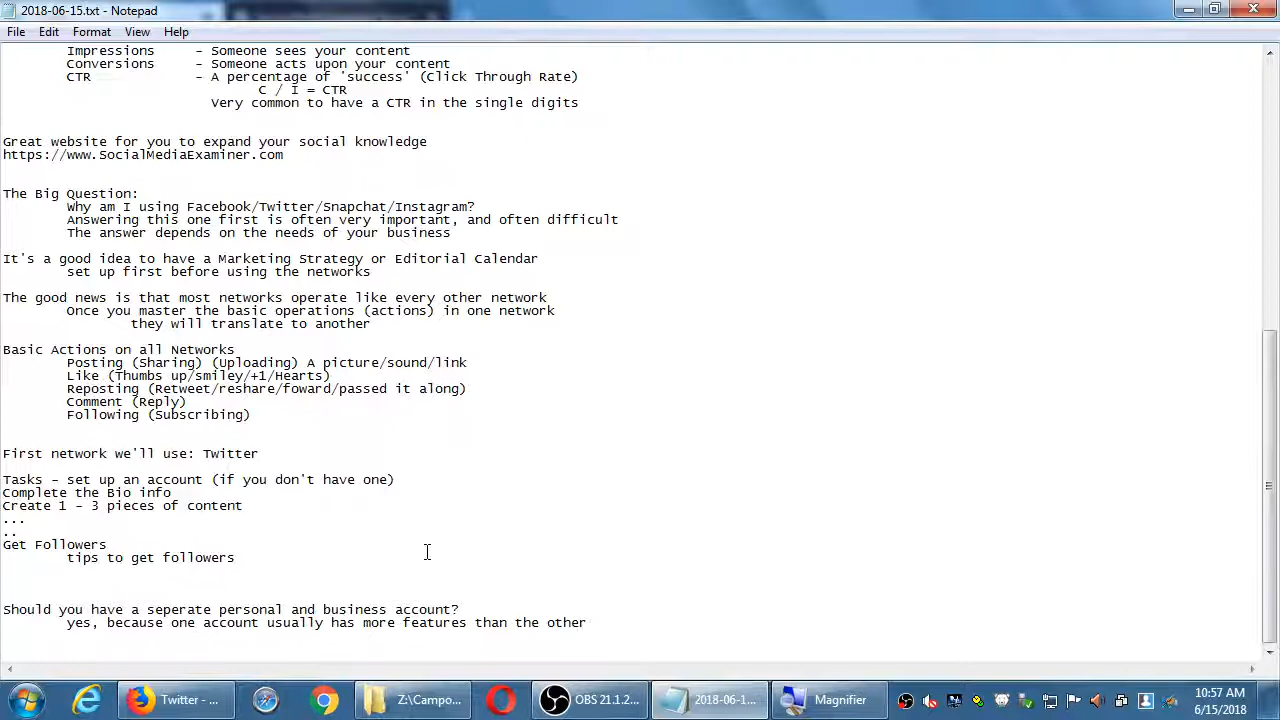 2018-06-15.txt - Notepad
File Edit Format View Help
Impressions - Someone sees your content
Conversions - Someone acts upon your content
CTR - A percentage of 'success' (Click Through Rate)
C / I = CTR
Very common to have a CTR in the single digits
Great website for you to expand your social knowledge
https://www.SocialMediaExaminer.com
The Big Question:
Why am I using Facebook/Twitter/Snapchat/Instagram?
Answering this one first is often very important, and often difficult
The answer depends on the needs of your business
It's a good idea to have a Marketing Strategy or Editorial Calendar
set up first before using the networks
The good news is that most networks operate like every other network
Once you master the basic operations (actions) in one network
they will translate to another
Basic Actions on all Networks
Posting (Sharing) (Uploading) A picture/sound/link
Like (Thumbs up/smiley/+1/Hearts)
Reposting (Retweet/reshare/foward/passed it along)
Comment (Reply)
Following (Subscribing)
First network we'll use: Twitter
Tasks - set up an account (if you don't have one)
Complete the Bio info
Create 1 - 3 pieces of content
...
..
Get Followers
tips to get followers
Should you have a seperate personal and business account?
yes, because one account usually has more features than the other
Twitter - ... Z:\Campo... OBS 21.1.2... 2018-06-1... Magnifier 10:57 AM
6/15/2018